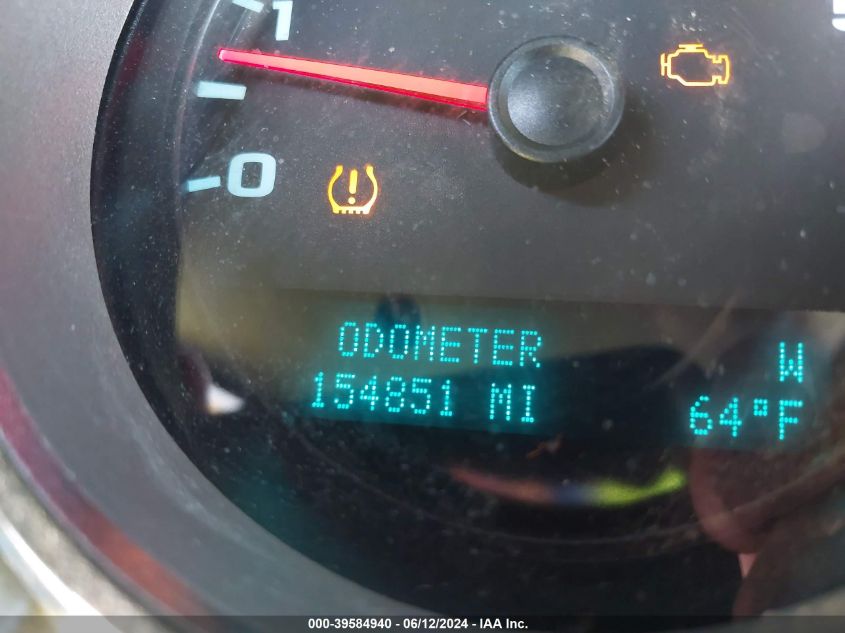 1
0
ODOMETER
154851 MI
W
64°F
000-39584940 - 06/12/2024 - IAA Inc.